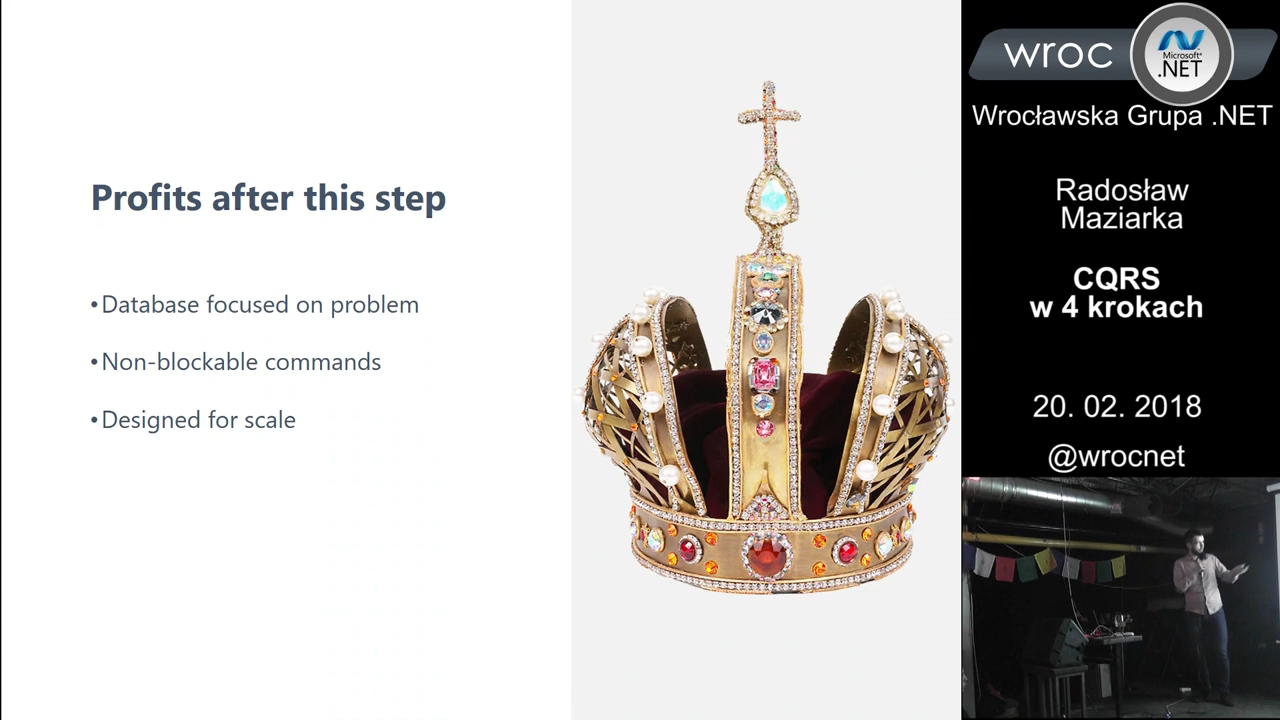 Profits after this step
•Database focused on problem
•Non-blockable commands
•Designed for scale
wroc
Microsoft®
.NET
Wrocławska Grupa .NET
Radosław
Maziarka
CQRS
w 4 krokach
20. 02. 2018
@wrocnet